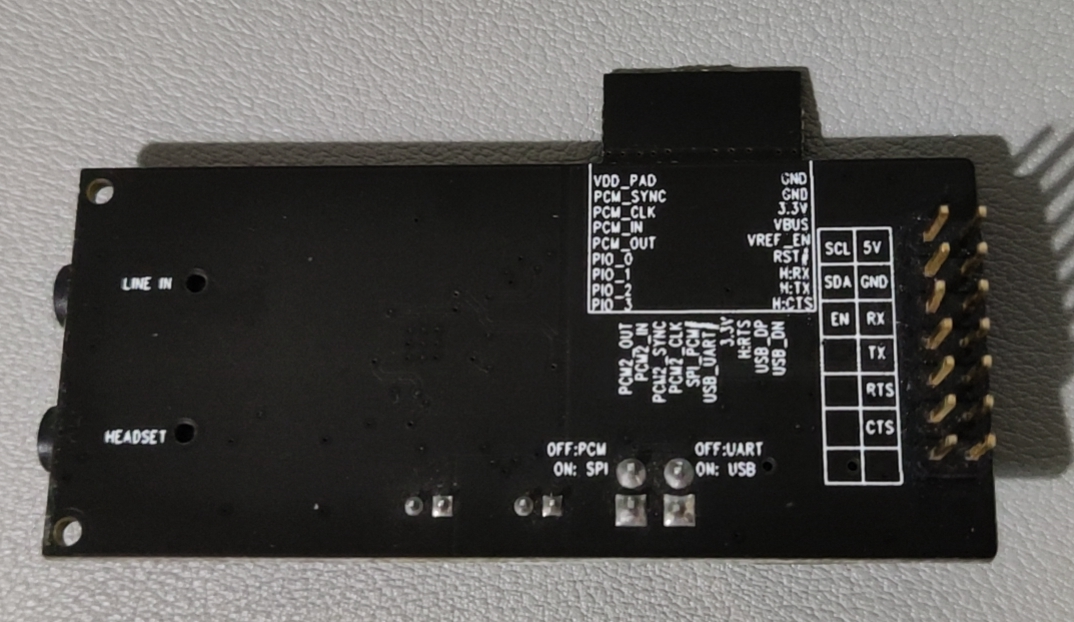 VDD_PAD GND
PCM_SYNC GND
PCM_CLK 3.3V
PCM_IN VBUS
PCM_OUT VREF_EN
PIO_0 RST#
PIO_1 H:RX
PIO_2 H:TX
PIO_3 H:CTS
PCM2_OUT
PCM2_IN
PCM2_SYNC
PCM2_CLK
SPI_PCM#
USB_UART#
3.3V
H:RTS
USB_DP
USB_DN
SCL 5V
SDA GND
EN RX
TX
RTS
CTS
LINE IN
HEADSET
OFF:PCM
ON: SPI
OFF:UART
ON: USB